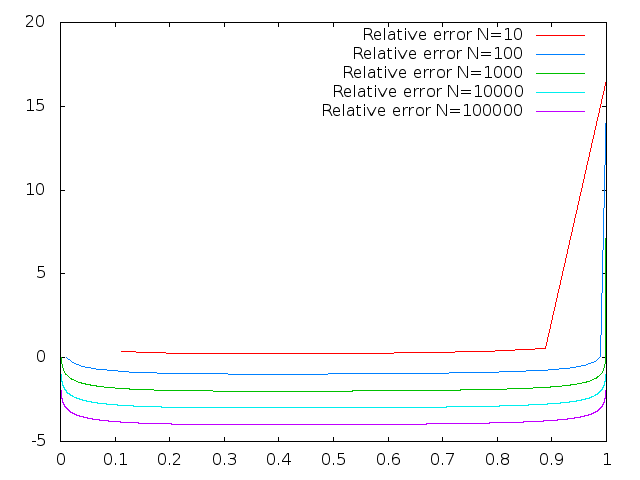 20
Relative error N=10
Relative error N=100
Relative error N=1000
Relative error N=10000
Relative error N=100000
15
10
5
0
-5
0 0.1 0.2 0.3 0.4 0.5 0.6 0.7 0.8 0.9 1